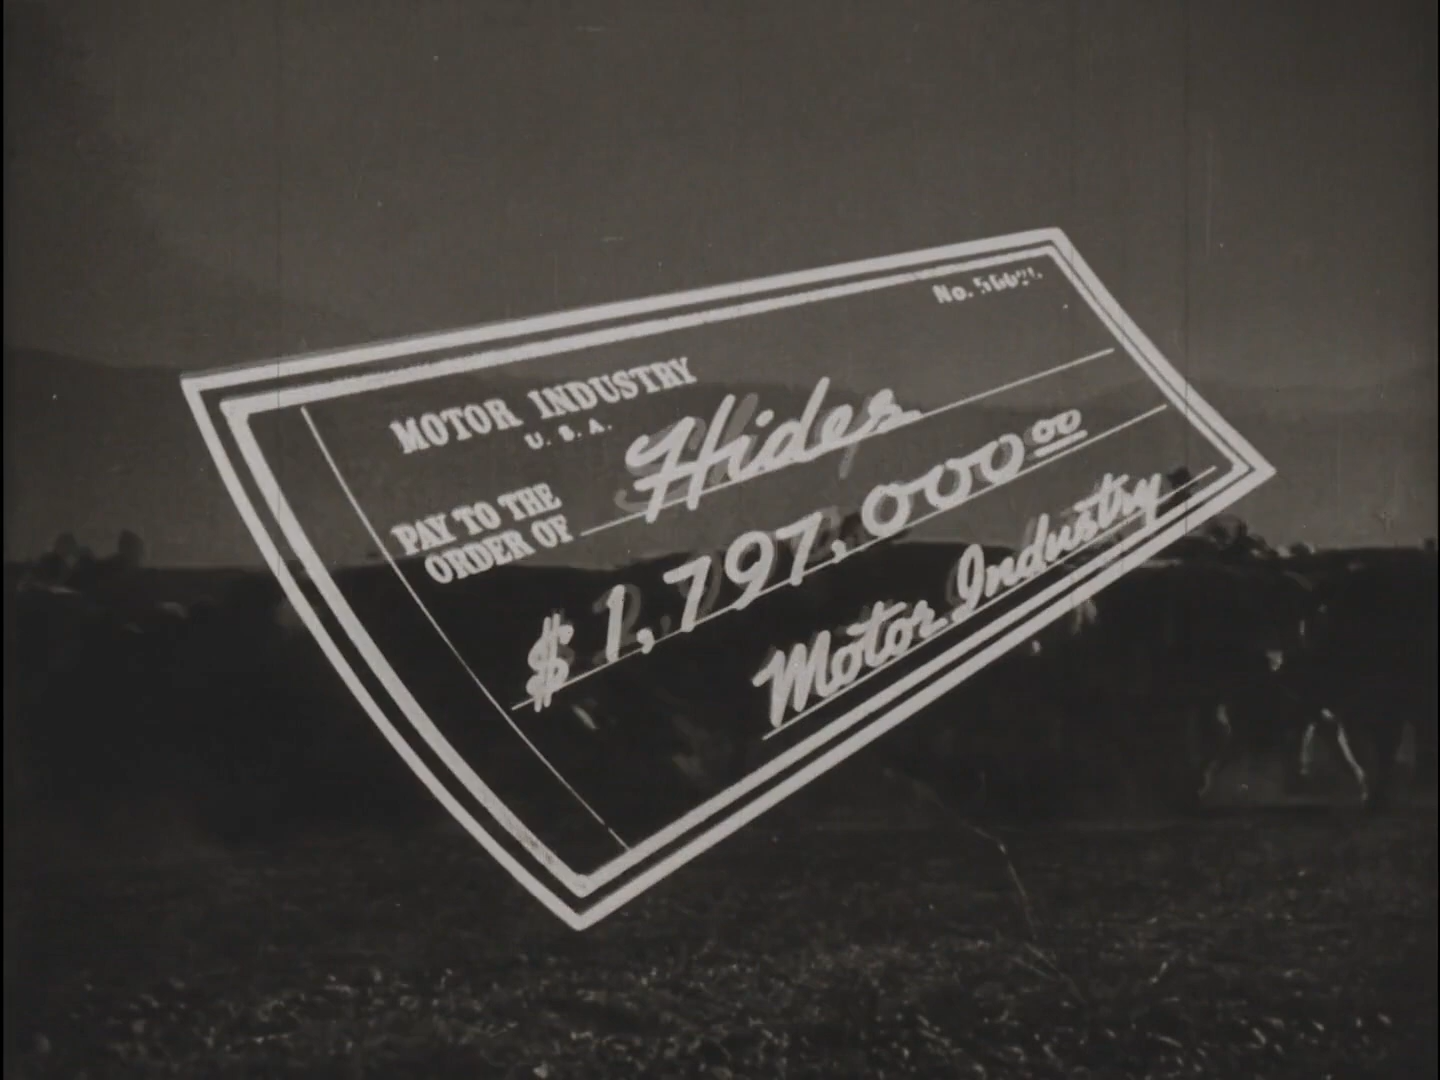 No.
MOTOR INDUSTRY
U. S. A.
PAY TO THE
ORDER OF
Hides
$ 1,797,000 00
Motor Industry